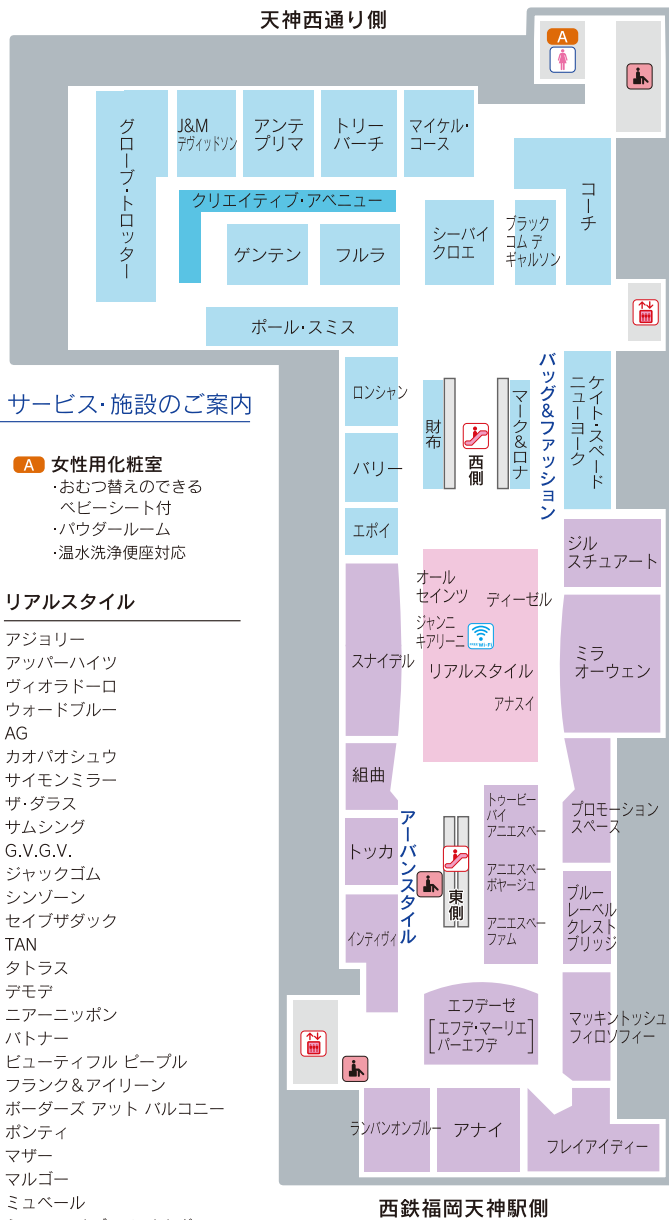 天神西通り側
A
グローブ・トロッター
J&M
デヴィッドソン
アンテ
プリマ
トリー
バーチ
マイケル・
コース
クリエイティブ・アベニュー
ゲンテン
フルラ
シーバイ
クロエ
ブラック
コム デ
ギャルソン
コーチ
ポール・スミス
ロンシャン
バリー
エポイ
財布
西側
マーク&ロナ
バッグ&ファッション
ケイト・スペード
ニューヨーク
サービス・施設のご案内
A 女性用化粧室
・おむつ替えのできる
ベビーシート付
・パウダールーム
・温水洗浄便座対応
ジル
スチュアート
オール
セインツ
ディーゼル
ジャンニ
キアリーニ
リアルスタイル
アナスイ
スナイデル
ミラ
オーウェン
組曲
トッカ
インディヴィ
アーバンスタイル
東側
トゥービー
バイ
アニエスベー
アニエスベー
ボヤージュ
アニエスベー
ファム
プロモーション
スペース
ブルー
レーベル
クレスト
ブリッジ
エフデーゼ
[エフデ・マーリエ
パーエフデ]
マッキントッシュ
フィロソフィー
ランバンオンブルー
アナイ
フレイアイディー
西鉄福岡天神駅側
リアルスタイル
アジョリー
アッパーハイツ
ヴィオラドーロ
ウォードブルー
AG
カオパオシュウ
サイモンミラー
ザ・ダラス
サムシング
G.V.G.V.
ジャックゴム
シンゾーン
セイブザダック
TAN
タトラス
デモデ
ニアーニッポン
バトナー
ビューティフル ピープル
フランク&アイリーン
ボーダーズ アット バルコニー
ポンティ
マザー
マルゴー
ミュベール